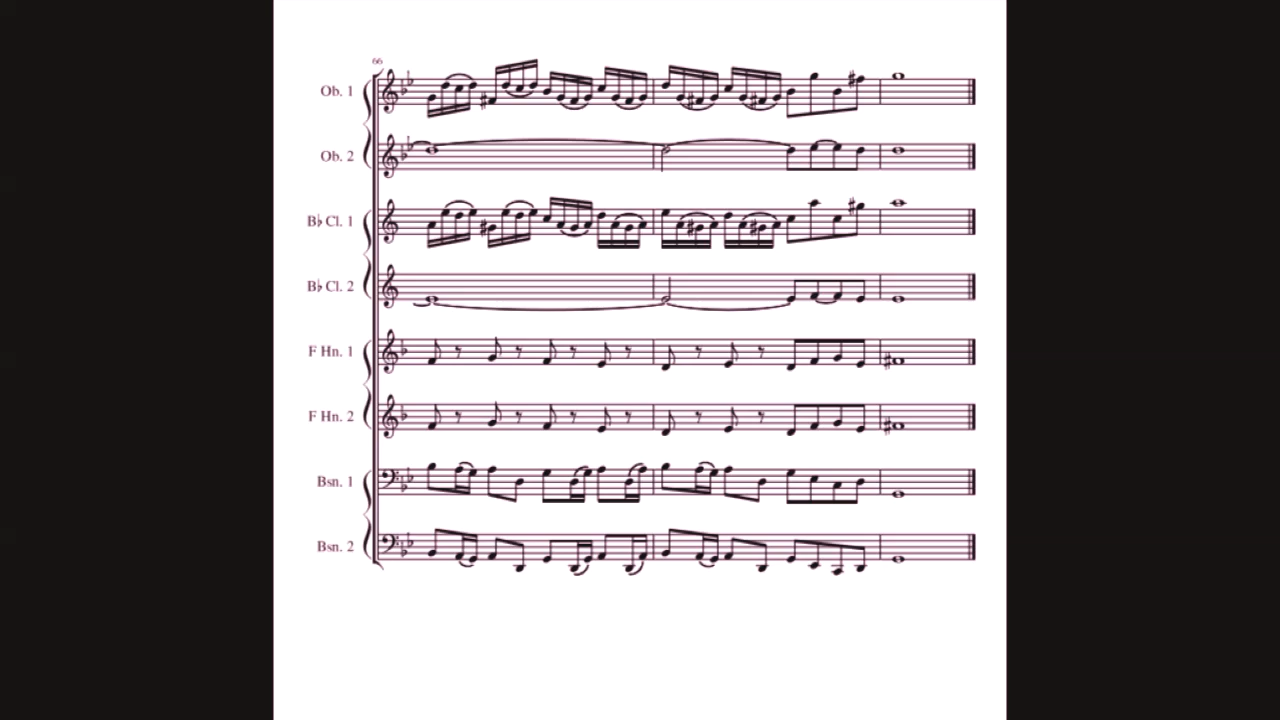 66
Ob. 1
Ob. 2
B♭ Cl. 1
B♭ Cl. 2
F Hn. 1
F Hn. 2
Bsn. 1
Bsn. 2